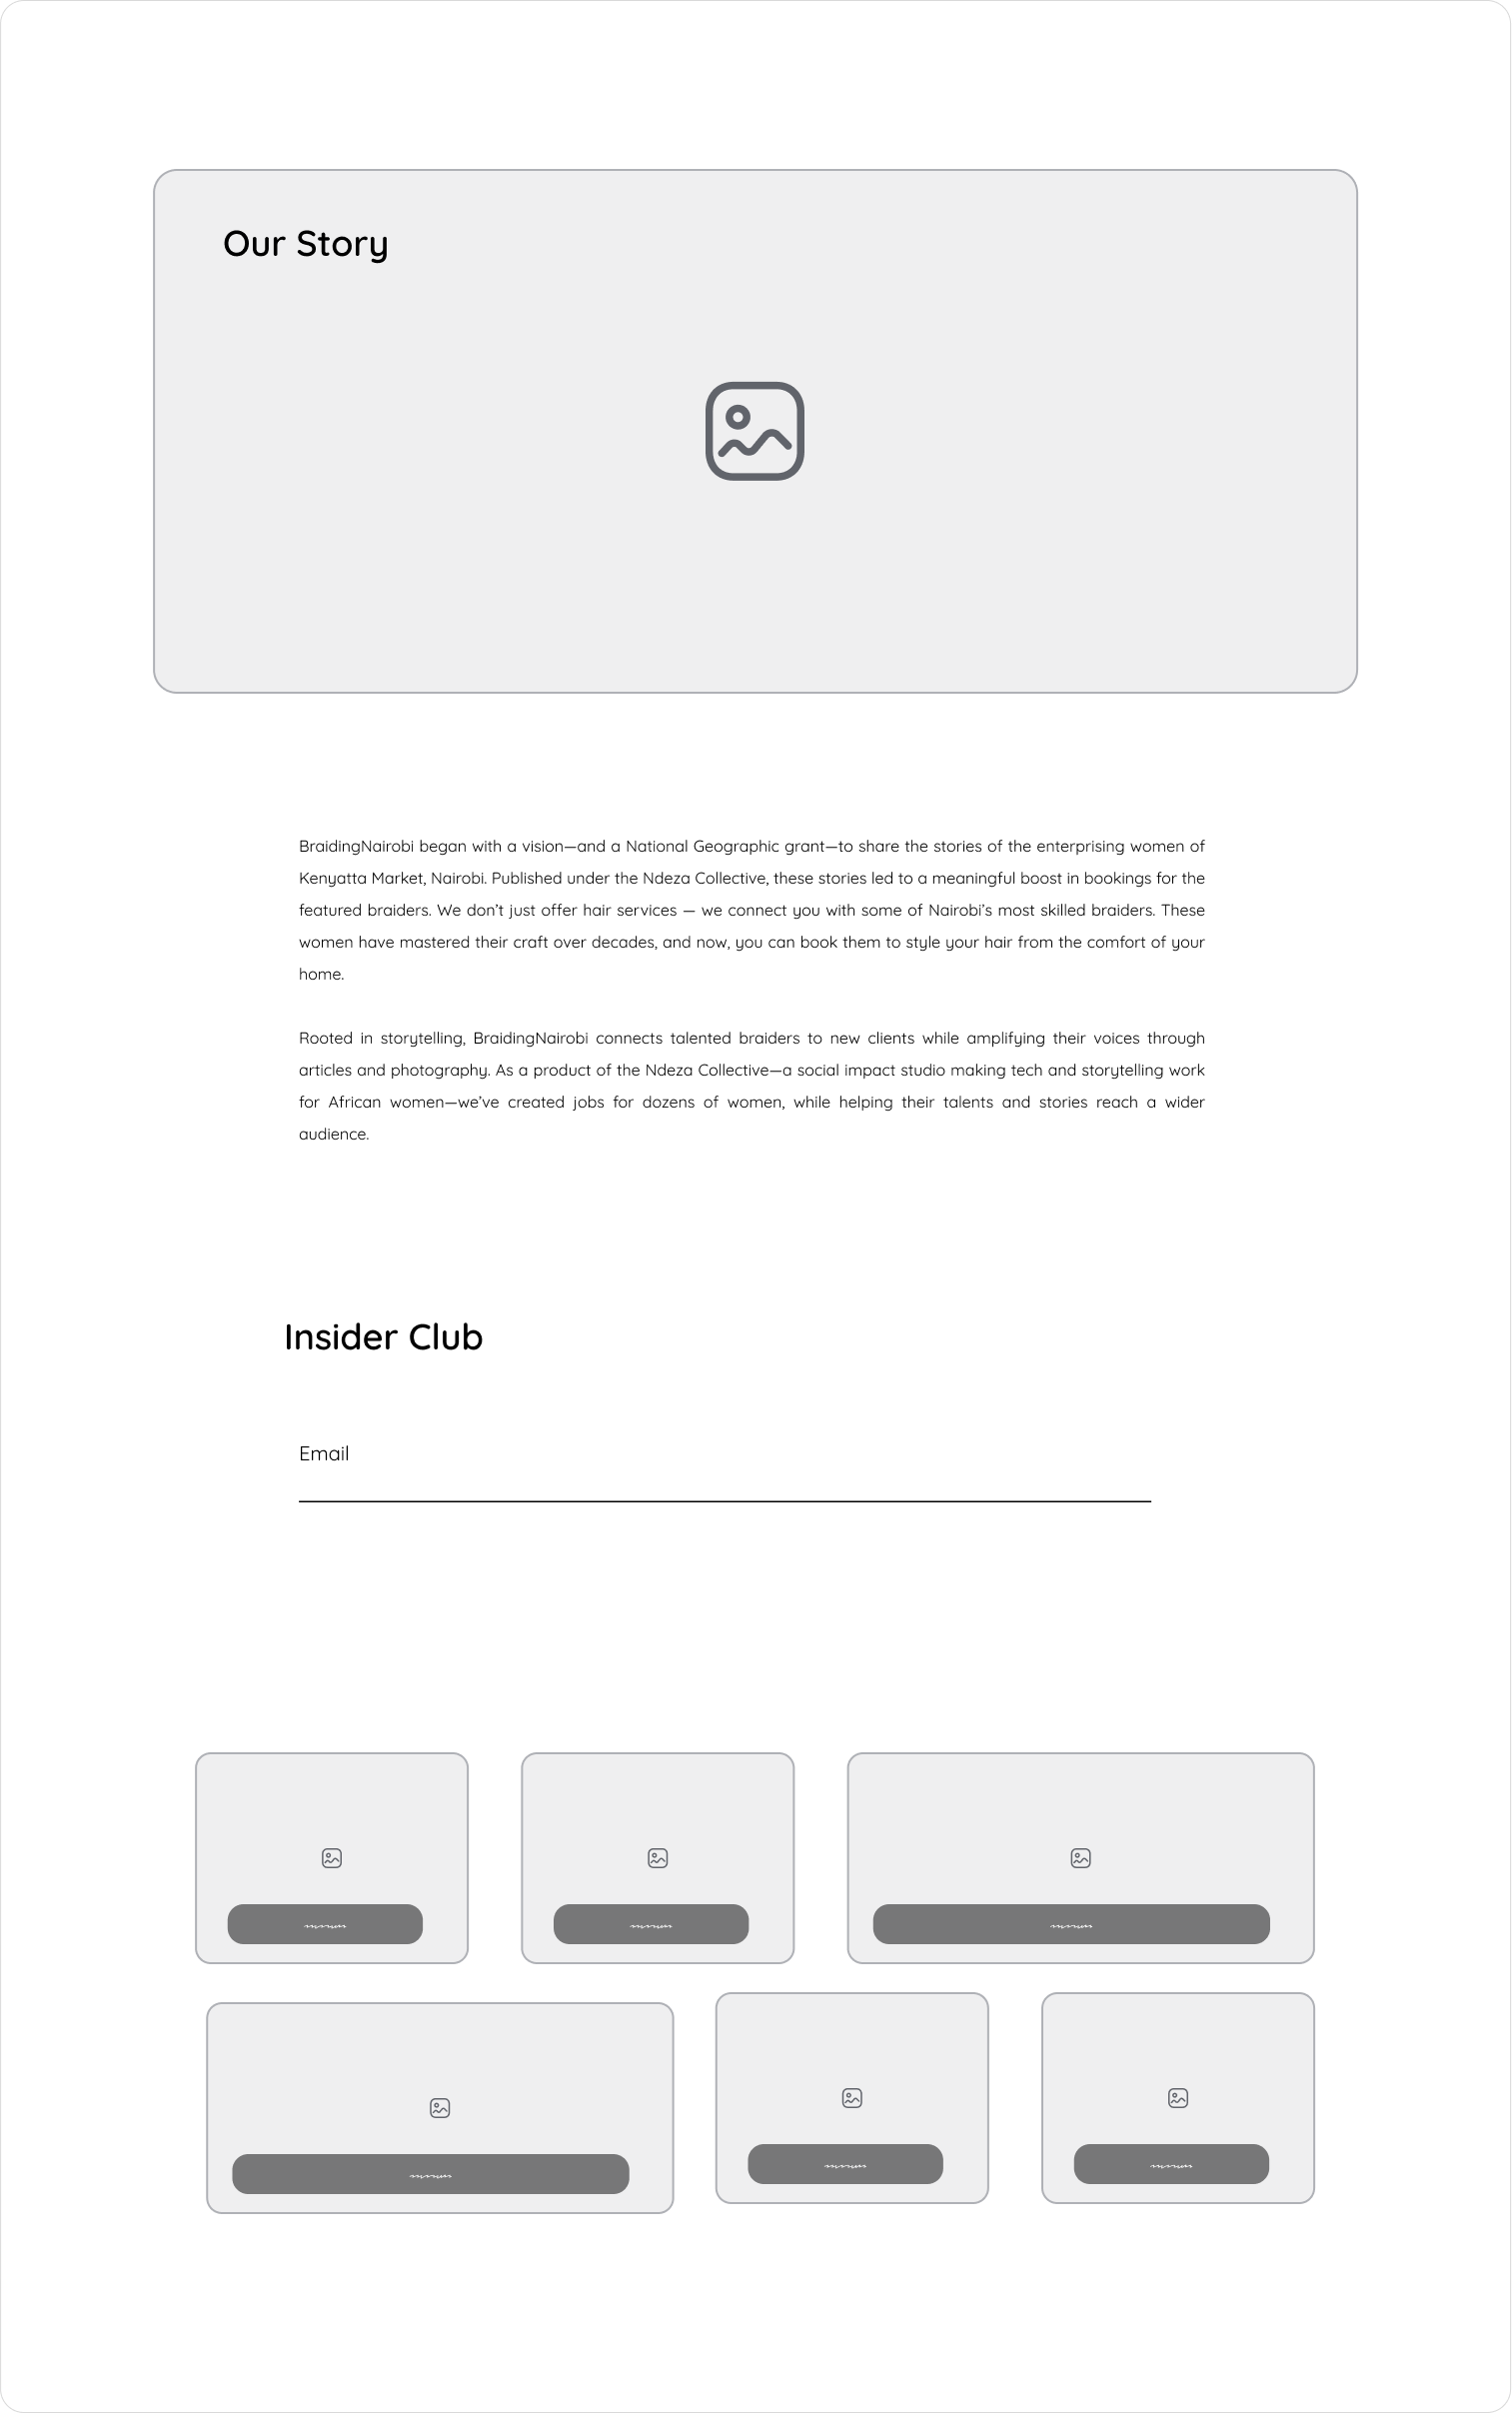 Our Story
BraidingNairobi began with a vision—and a National Geographic grant—to share the stories of the enterprising women of
Kenyatta Market, Nairobi. Published under the Ndeza Collective, these stories led to a meaningful boost in bookings for the
featured braiders. We don’t just offer hair services — we connect you with some of Nairobi’s most skilled braiders. These
women have mastered their craft over decades, and now, you can book them to style your hair from the comfort of your
home.
Rooted in storytelling, BraidingNairobi connects talented braiders to new clients while amplifying their voices through
articles and photography. As a product of the Ndeza Collective—a social impact studio making tech and storytelling work
for African women—we’ve created jobs for dozens of women, while helping their talents and stories reach a wider
audience.
Insider Club
Email